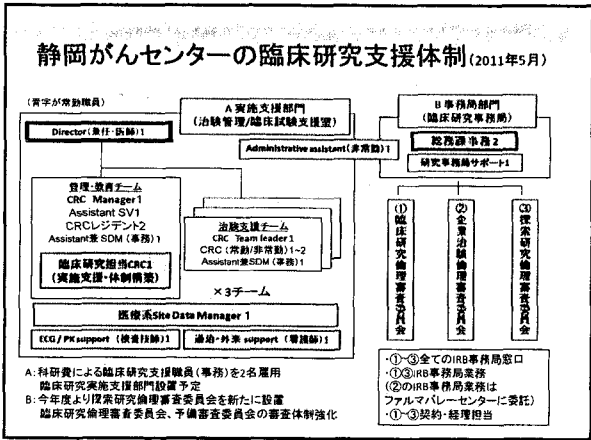 静岡がんセンターの臨床研究支援体制(2011年5月)
(青字が常勤職員)
A 実施支援部門
(治験管理/臨床試験支援室)
B 事務局部門
(臨床研究事務局)
Director(兼任・医師)1
Administrative assistant(非常勤)1
総務課事務2
研究事務局サポート1
管理・教育チーム
CRC Manager 1
Assistant SV1
CRCレジデント2
Assistant兼SDM(事務)1
臨床研究担当CRC1
(実施支援・体制構築)
治験支援チーム
CRC Team leader 1
CRC (常勤/非常勤)1~2
Assistant兼SDM(事務)1
×3チーム
医療系Site Data Manager 1
ECG/PK support (検査技師)1
通治・外来 support (看護師)1
①臨床研究倫理審査委員会
②企業治験倫理審査委員会
③探索研究倫理審査委員会
A:科研費による臨床研究支援職員(事務)を2名雇用
臨床研究実施支援部門設置予定
B:今年度より探索研究倫理審査委員会を新たに設置
臨床研究倫理審査委員会、予備審査委員会の審査体制強化
・①~③全てのIRB事務局窓口
・①③IRB事務局業務
(②のIRB事務局業務は
ファルマバレーセンターに委託)
・①~③契約・経理担当